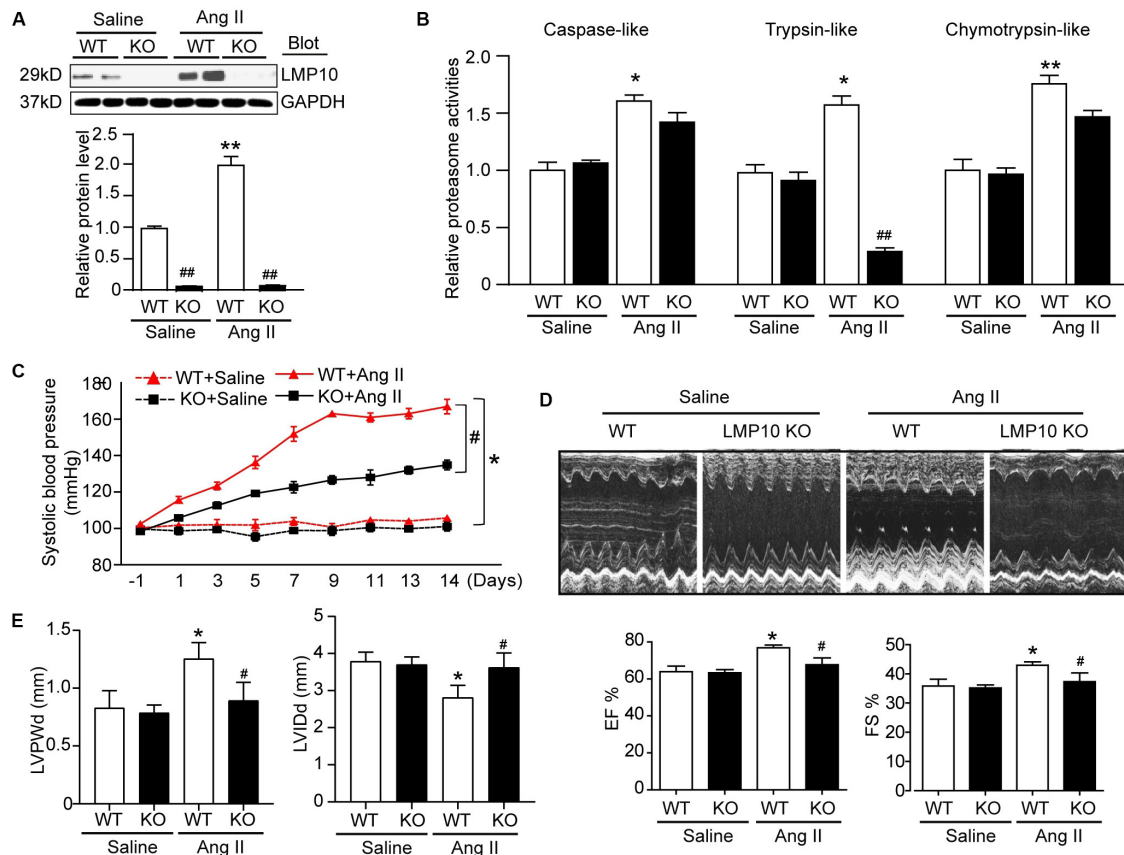 A
Saline Ang II
WT KO WT KO Blot
29kD LMP10
37kD GAPDH
Relative protein level
2.5
2.0
1.5
1.0
0.5
0
**
##
##
WT KO WT KO
Saline Ang II
B
Caspase-like Trypsin-like Chymotrypsin-like
Relative proteasome activities
2.0
1.5
1.0
0.5
0
*
*
##
**
WT KO WT KO WT KO WT KO WT KO WT KO
Saline Ang II Saline Ang II Saline Ang II
C
Systolic blood pressure
(mmHg)
WT+Saline WT+Ang II
KO+Saline KO+Ang II
180
160
140
120
100
80
#
*
-1 1 3 5 7 9 11 13 14 (Days)
D
Saline Ang II
WT LMP10 KO WT LMP10 KO
E
LVPWd (mm)
1.5
1.0
0.5
0
*
#
WT KO WT KO
Saline Ang II
LVIDd (mm)
5
4
3
2
1
0
*
#
WT KO WT KO
Saline Ang II
EF %
80
60
40
20
0
*
#
WT KO WT KO
Saline Ang II
FS %
50
40
30
20
10
0
*
#
WT KO WT KO
Saline Ang II